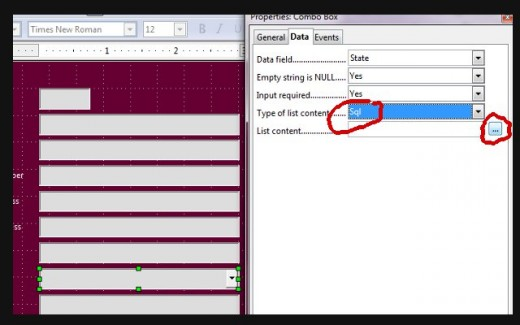 Properties: Combo Box
Times New Roman 12 B I U
General Data Events
1 2
Data field................... State
Empty string is NULL..... Yes
Input required.............. Yes
Type of list content....... Sql
List content................. ...
ber
ss
ss